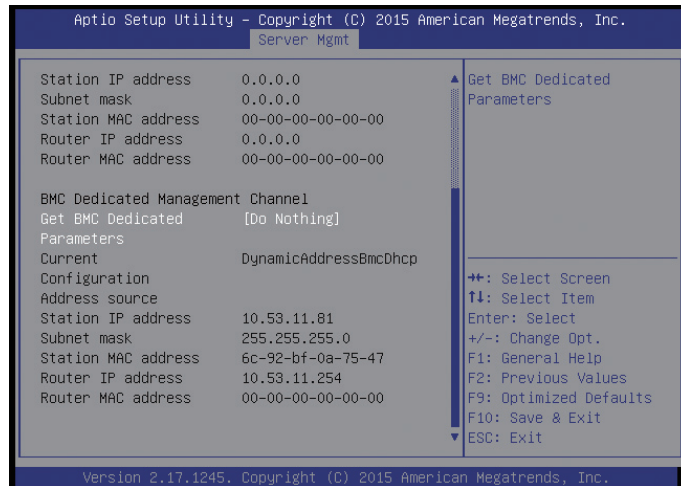 Aptio Setup Utility – Copyright (C) 2015 American Megatrends, Inc.
Server Mgmt
Station IP address 0.0.0.0
Subnet mask 0.0.0.0
Station MAC address 00-00-00-00-00-00
Router IP address 0.0.0.0
Router MAC address 00-00-00-00-00-00
BMC Dedicated Management Channel
Get BMC Dedicated [Do Nothing]
Parameters
Current DynamicAddressBmcDhcp
Configuration
Address source
Station IP address 10.53.11.81
Subnet mask 255.255.255.0
Station MAC address 6c-92-bf-0a-75-47
Router IP address 10.53.11.254
Router MAC address 00-00-00-00-00-00
Get BMC Dedicated
Parameters
→←: Select Screen
↑↓: Select Item
Enter: Select
+/-: Change Opt.
F1: General Help
F2: Previous Values
F9: Optimized Defaults
F10: Save & Exit
ESC: Exit
Version 2.17.1245. Copyright (C) 2015 American Megatrends, Inc.